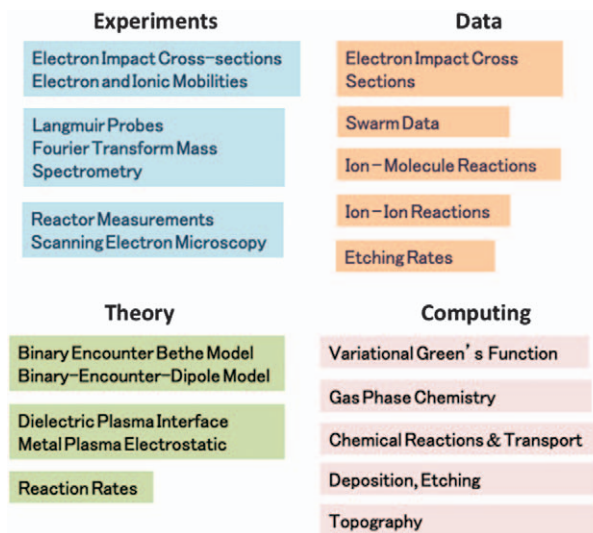 Experiments
Electron Impact Cross-sections
Electron and Ionic Mobilities
Langmuir Probes
Fourier Transform Mass
Spectrometry
Reactor Measurements
Scanning Electron Microscopy
Data
Electron Impact Cross
Sections
Swarm Data
Ion-Molecule Reactions
Ion-Ion Reactions
Etching Rates
Theory
Binary Encounter Bethe Model
Binary-Encounter-Dipole Model
Dielectric Plasma Interface
Metal Plasma Electrostatic
Reaction Rates
Computing
Variational Green's Function
Gas Phase Chemistry
Chemical Reactions & Transport
Deposition, Etching
Topography